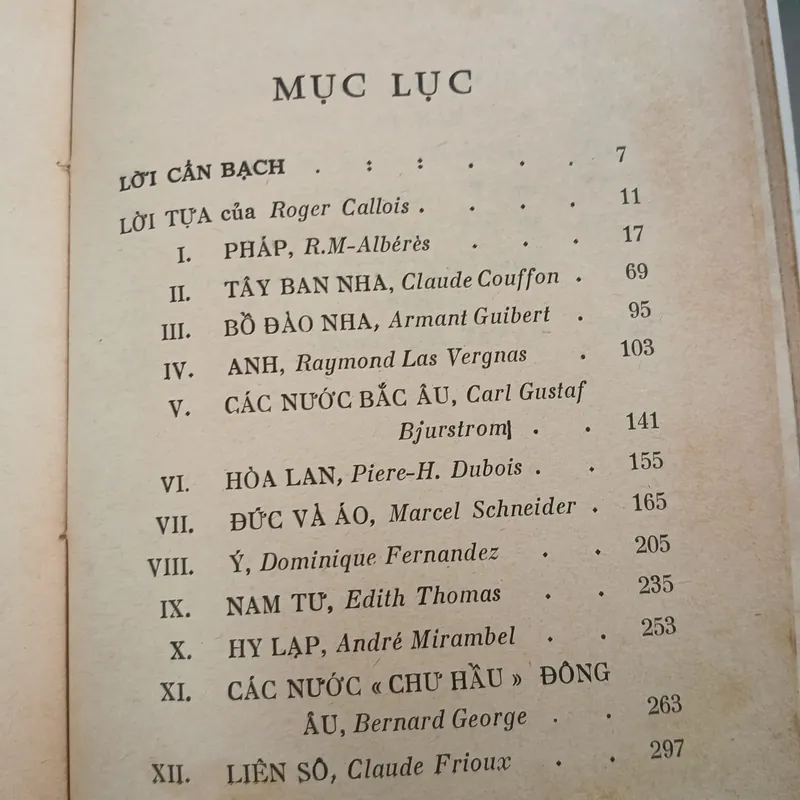 MỤC LỤC
LỜI CẨN BẠCH . : : . . . 7
LỜI TỰA của Roger Callois . . . . 11
I. PHÁP, R.M-Albérès . . . 17
II. TÂY BAN NHA, Claude Couffon . 69
III. BỒ ĐÀO NHA, Armant Guibert . 95
IV. ANH, Raymond Las Vergnas . 103
V. CÁC NƯỚC BẮC ÂU, Carl Gustaf
Bjurstrom . . 141
VI. HÒA LAN, Piere-H. Dubois . . 155
VII. ĐỨC VÀ ÁO, Marcel Schneider . 165
VIII. Ý, Dominique Fernandez . . 205
IX. NAM TƯ, Edith Thomas . . 235
X. HY LẠP, André Mirambel . . 253
XI. CÁC NƯỚC « CHƯ HẦU » ĐÔNG
ÂU, Bernard George . . 263
XII. LIÊN SÔ, Claude Frioux . . 297